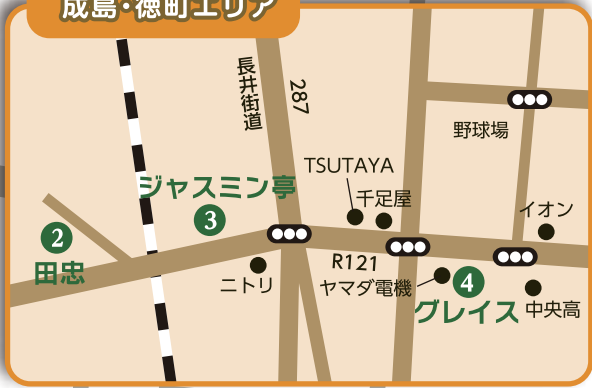 成島・徳町エリア
長井街道
287
野球場
TSUTAYA
千足屋
ジャスミン亭
3
イオン
2
田忠
R121
ニトリ
ヤマダ電機
4
グレイス
中央高